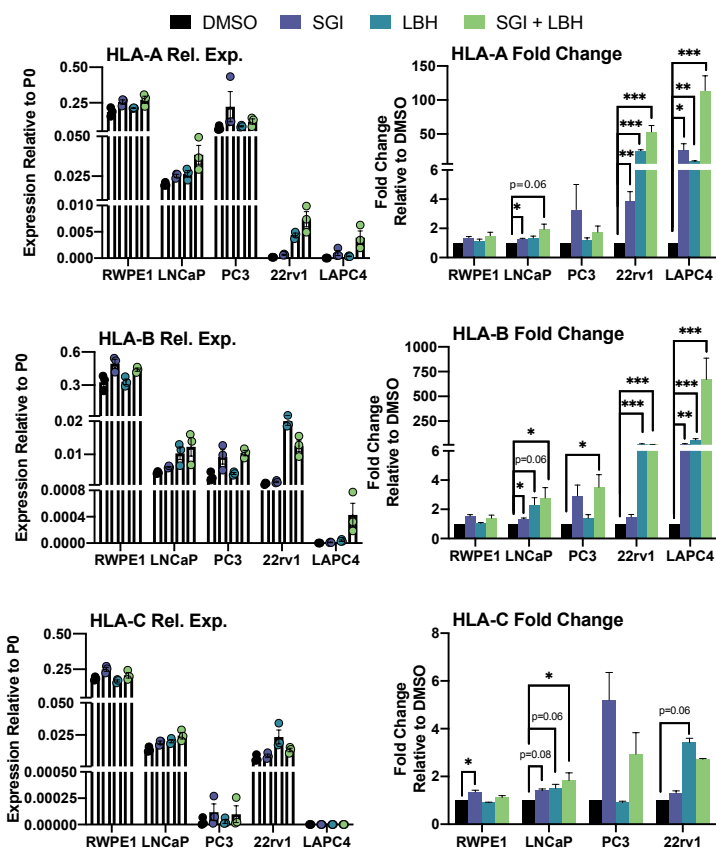 DMSO SGI LBH SGI + LBH
HLA-A Rel. Exp.
Expression Relative to P0
0.50
0.25
0.050
0.025
0.010
0.005
0.000
RWPE1 LNCaP PC3 22rv1 LAPC4
HLA-A Fold Change
Fold Change
Relative to DMSO
150
100
50
6
4
2
0
p=0.06
*
**
***
***
*
**
***
RWPE1 LNCaP PC3 22rv1 LAPC4
HLA-B Rel. Exp.
Expression Relative to P0
0.6
0.3
0.02
0.01
0.0008
0.0004
0.0000
RWPE1 LNCaP PC3 22rv1 LAPC4
HLA-B Fold Change
Fold Change
Relative to DMSO
1000
750
500
250
6
4
2
0
*
p=0.06
*
*
***
***
***
***
**
RWPE1 LNCaP PC3 22rv1 LAPC4
HLA-C Rel. Exp.
Expression Relative to P0
0.50
0.25
0.050
0.025
0.00050
0.00025
0.00000
RWPE1 LNCaP PC3 22rv1 LAPC4
HLA-C Fold Change
Fold Change
Relative to DMSO
8
6
4
2
0
*
*
p=0.06
p=0.08
p=0.06
RWPE1 LNCaP PC3 22rv1